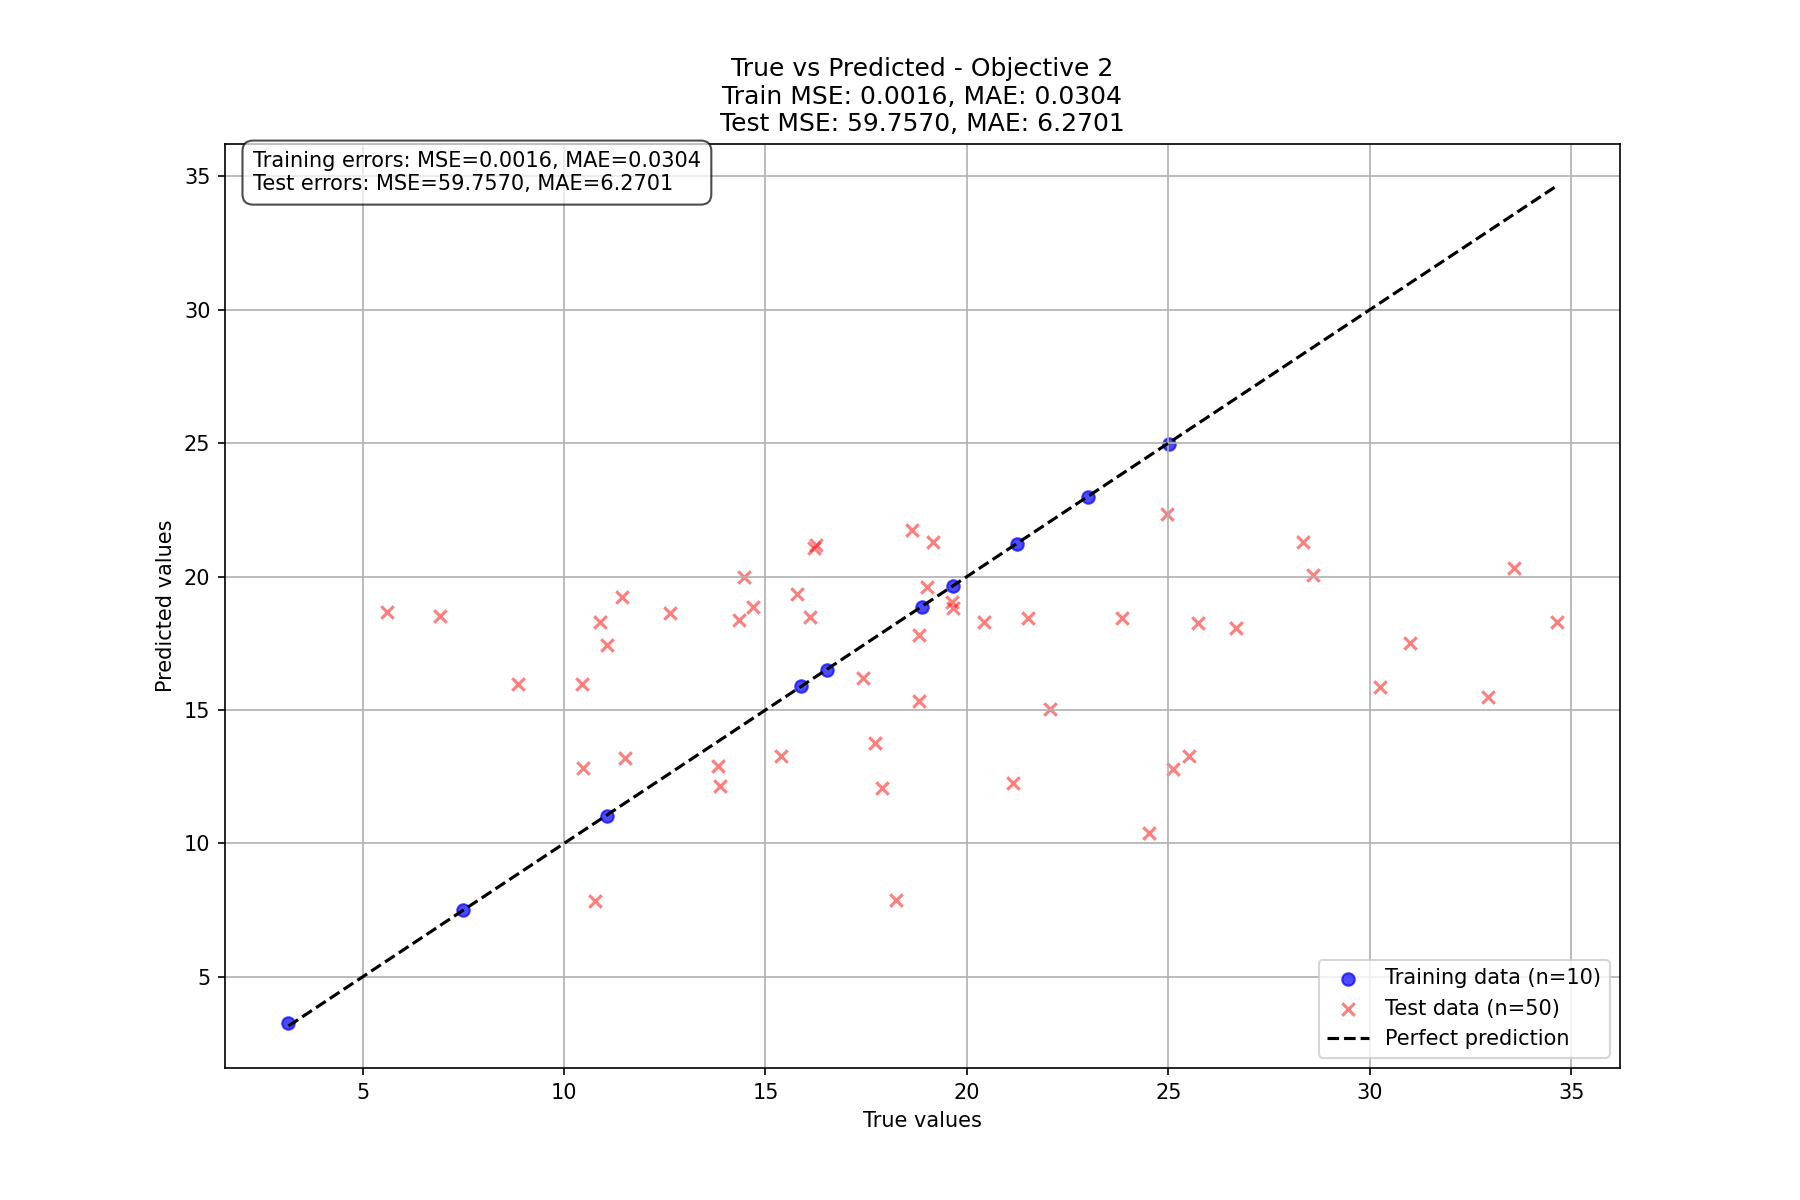 True vs Predicted - Objective 2
Train MSE: 0.0016, MAE: 0.0304
Test MSE: 59.7570, MAE: 6.2701
Training errors: MSE=0.0016, MAE=0.0304
Test errors: MSE=59.7570, MAE=6.2701
35
30
25
20
15
10
5
Predicted values
Training data (n=10)
Test data (n=50)
Perfect prediction
5 10 15 20 25 30 35
True values